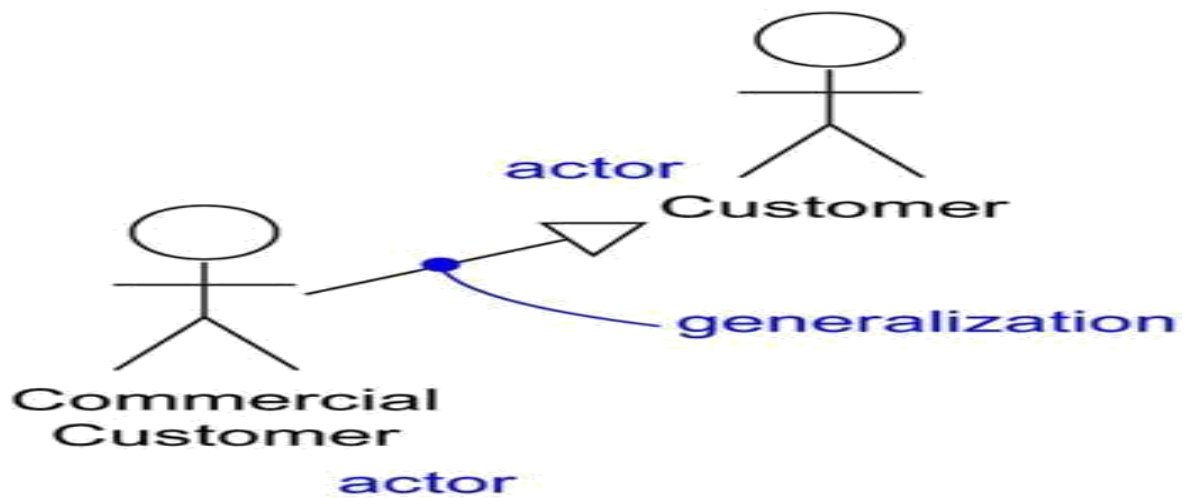 actor
Customer
generalization
Commercial
Customer
actor